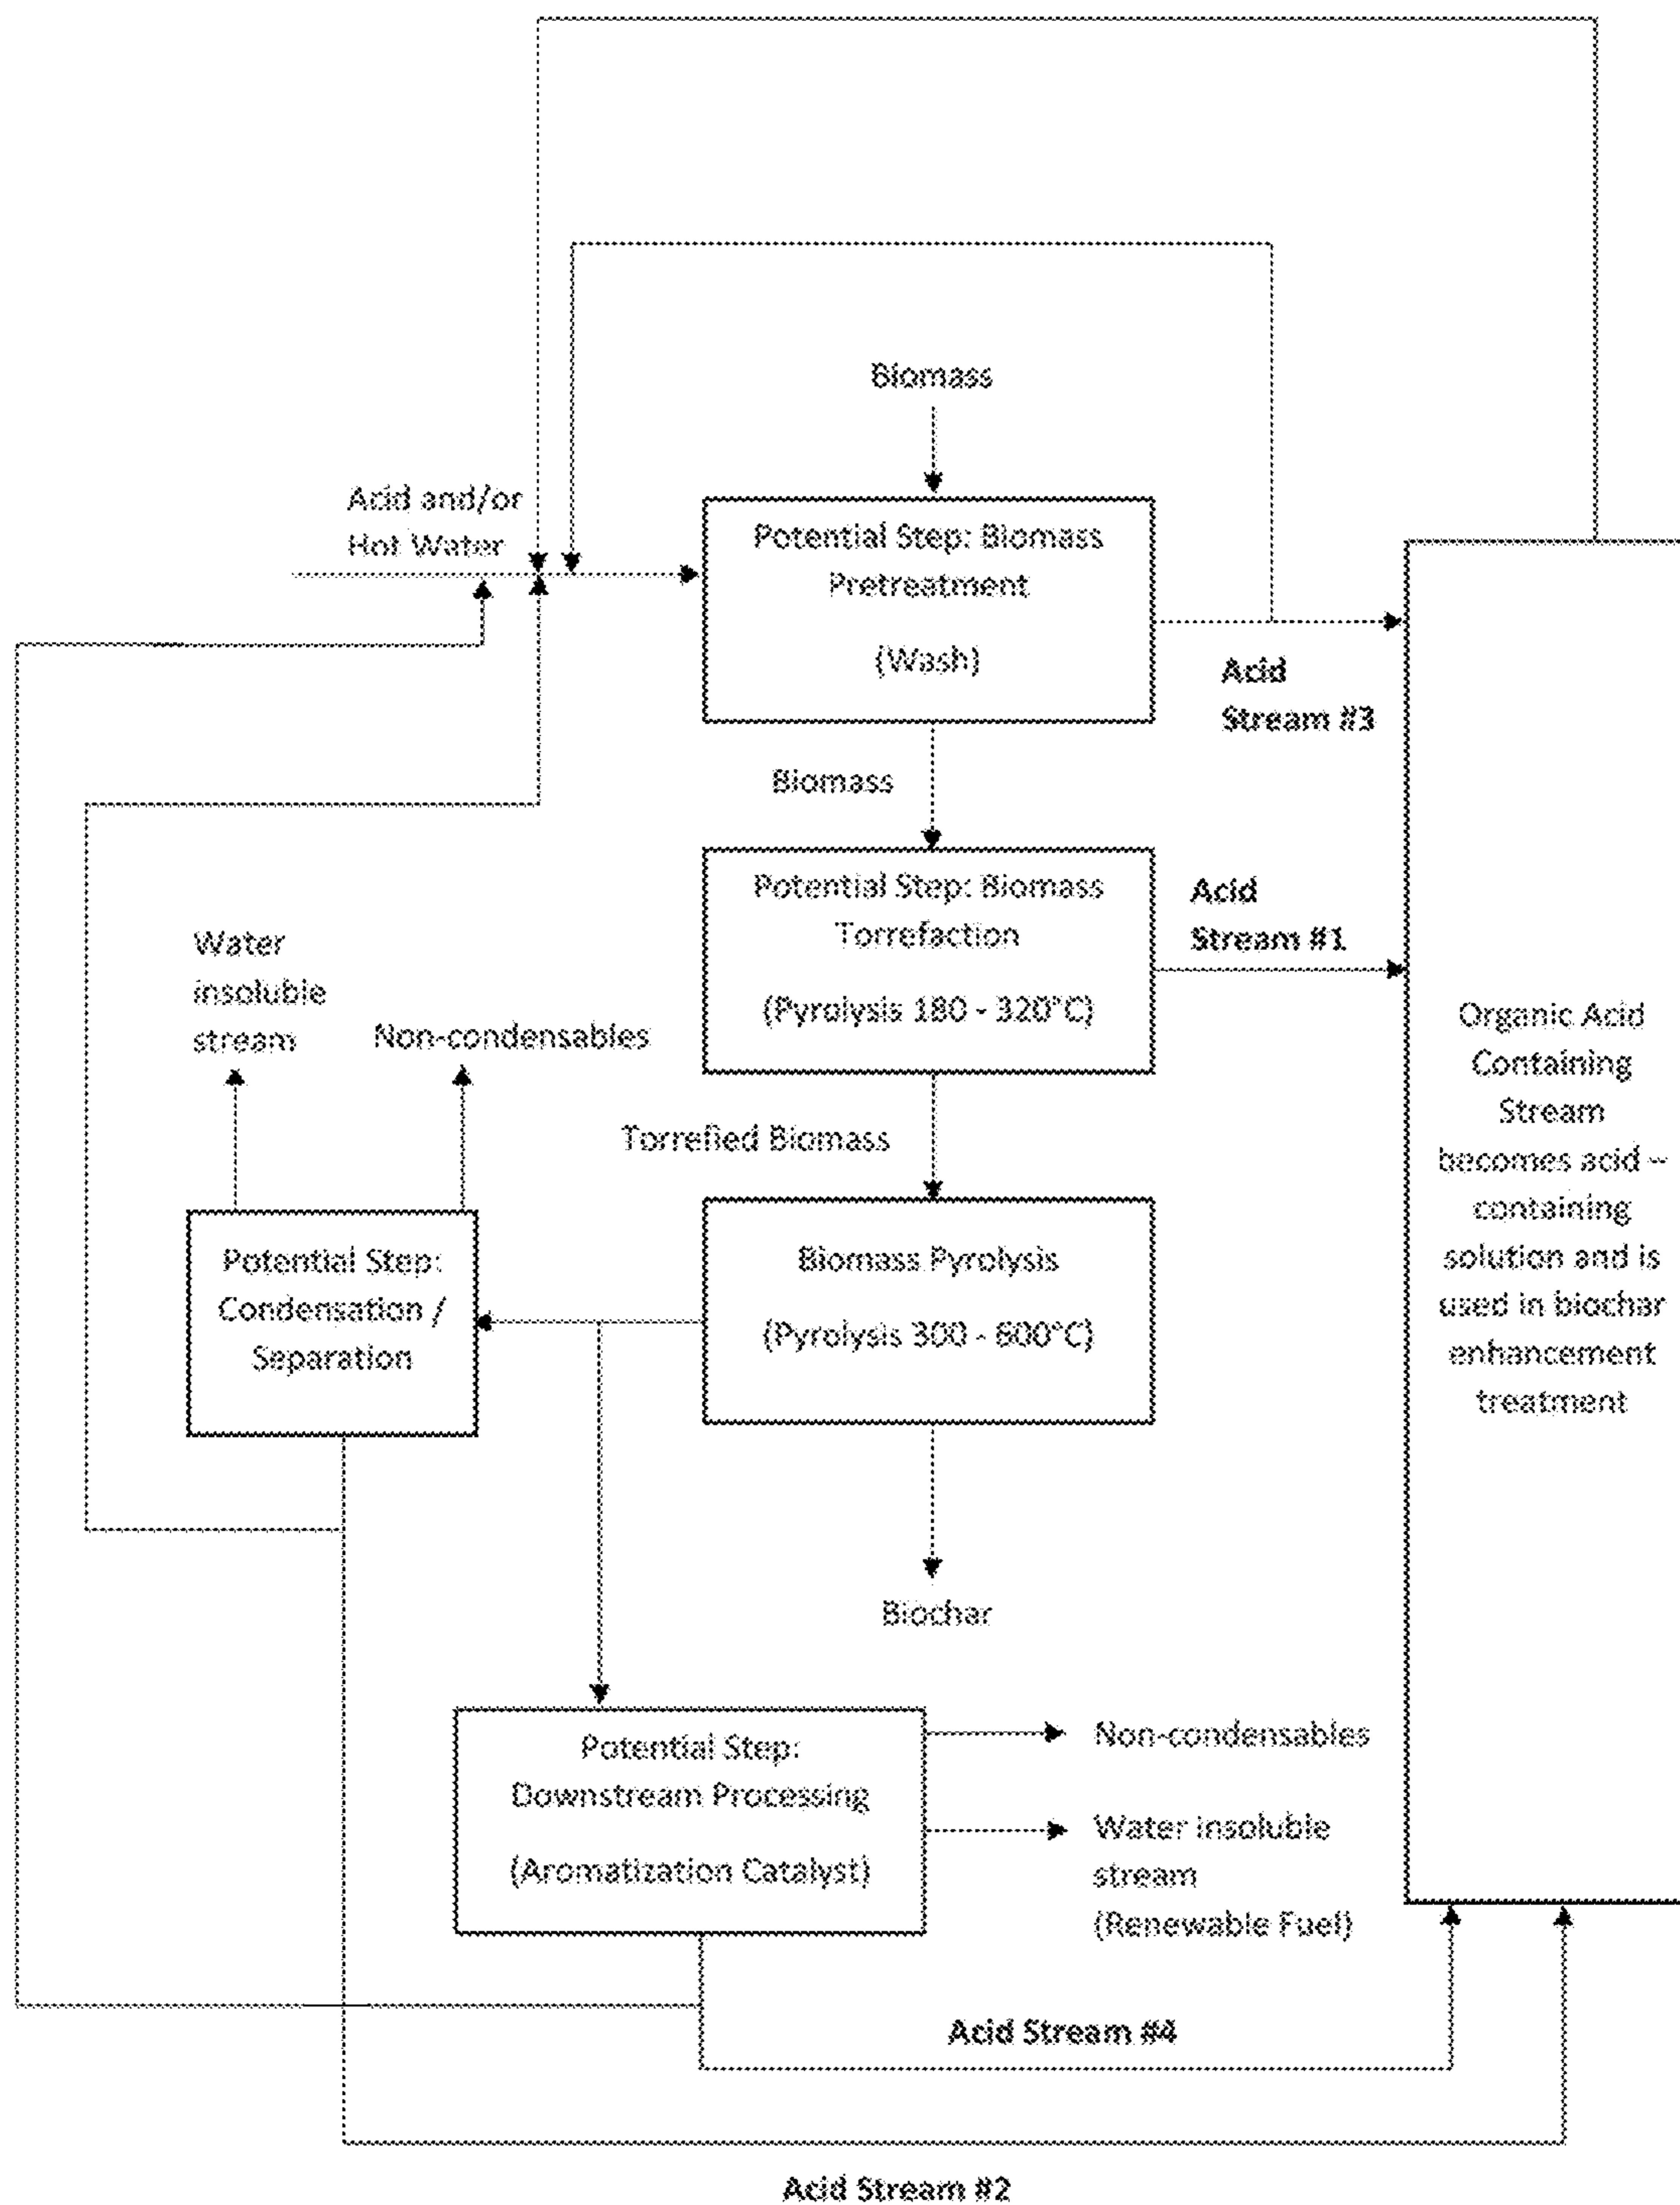 Biomass
Acid and/or
Hot Water
Potential Step: Biomass
Pretreatment
(Wash)
Acid
Stream #3
Biomass
Potential Step: Biomass
Torrefaction
(Pyrolysis 180 - 320°C)
Acid
Stream #1
Water
insoluble
stream
Non-condensables
Torrefied Biomass
Organic Acid
Containing
Stream
becomes acid –
containing
solution and is
used in biochar
enhancement
treatment
Potential Step:
Condensation /
Separation
Biomass Pyrolysis
(Pyrolysis 300 - 600°C)
Biochar
Potential Step:
Downstream Processing
(Aromatization Catalyst)
Non-condensables
Water insoluble
stream
(Renewable Fuel)
Acid Stream #4
Acid Stream #2